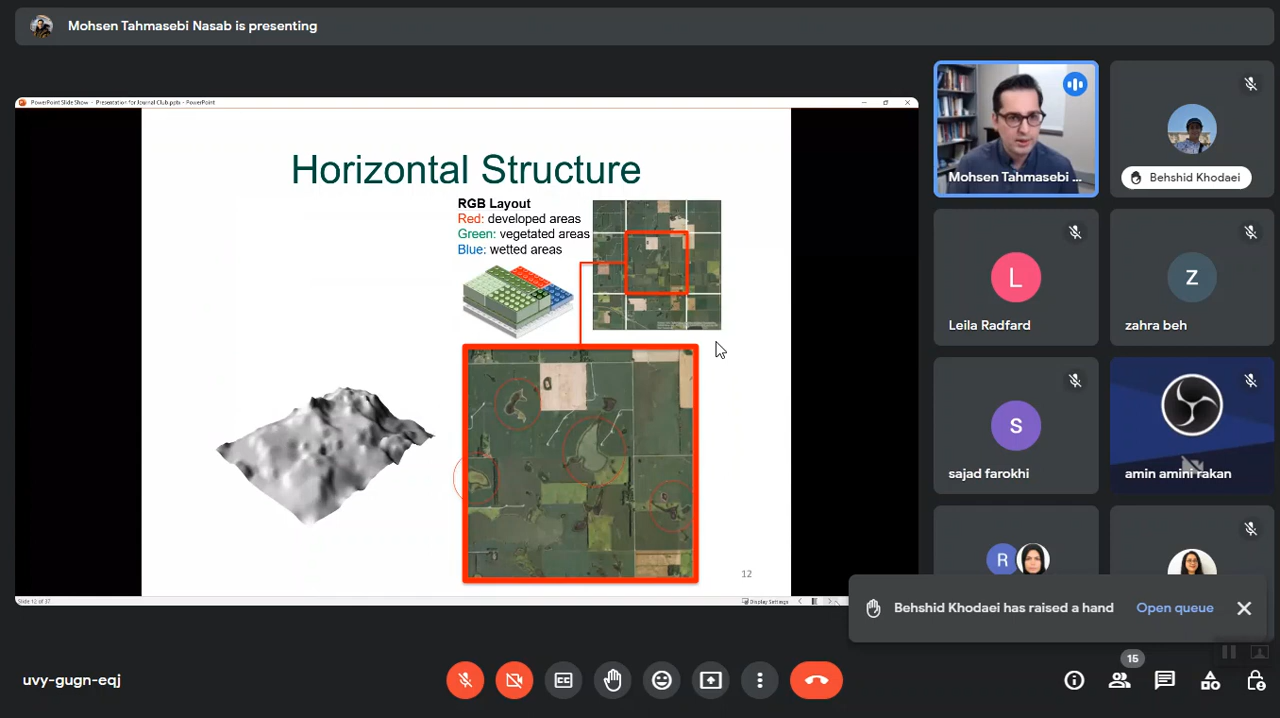 Mohsen Tahmasebi Nasab is presenting
PowerPoint Slide Show - Presentation for Journal Club.pptx - PowerPoint
Horizontal Structure
RGB Layout
Red: developed areas
Green: vegetated areas
Blue: wetted areas
12
Slide 12 of 37
Display Settings
Mohsen Tahmasebi ...
Behshid Khodaei
L
Leila Radfard
z
zahra beh
s
sajad farokhi
amin amini rakan
R
Behshid Khodaei has raised a hand
Open queue
uvy-gugn-eqj
CC
15